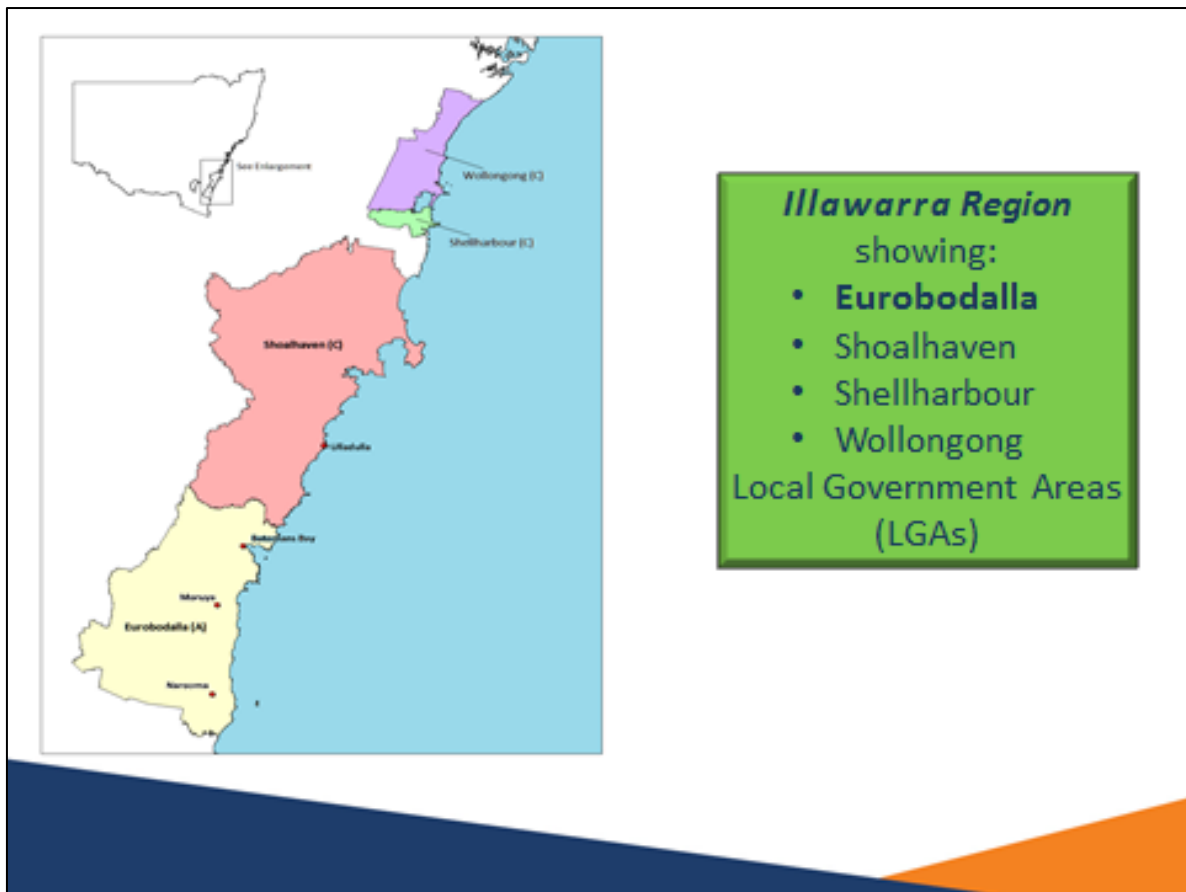 See Enlargement
Wollongong (C)
Shellharbour (C)
Shoalhaven (C)
Ulladulla
Batemans Bay
Moruya
Eurobodalla (A)
Narooma
Illawarra Region
showing:
• Eurobodalla
• Shoalhaven
• Shellharbour
• Wollongong
Local Government Areas
(LGAs)